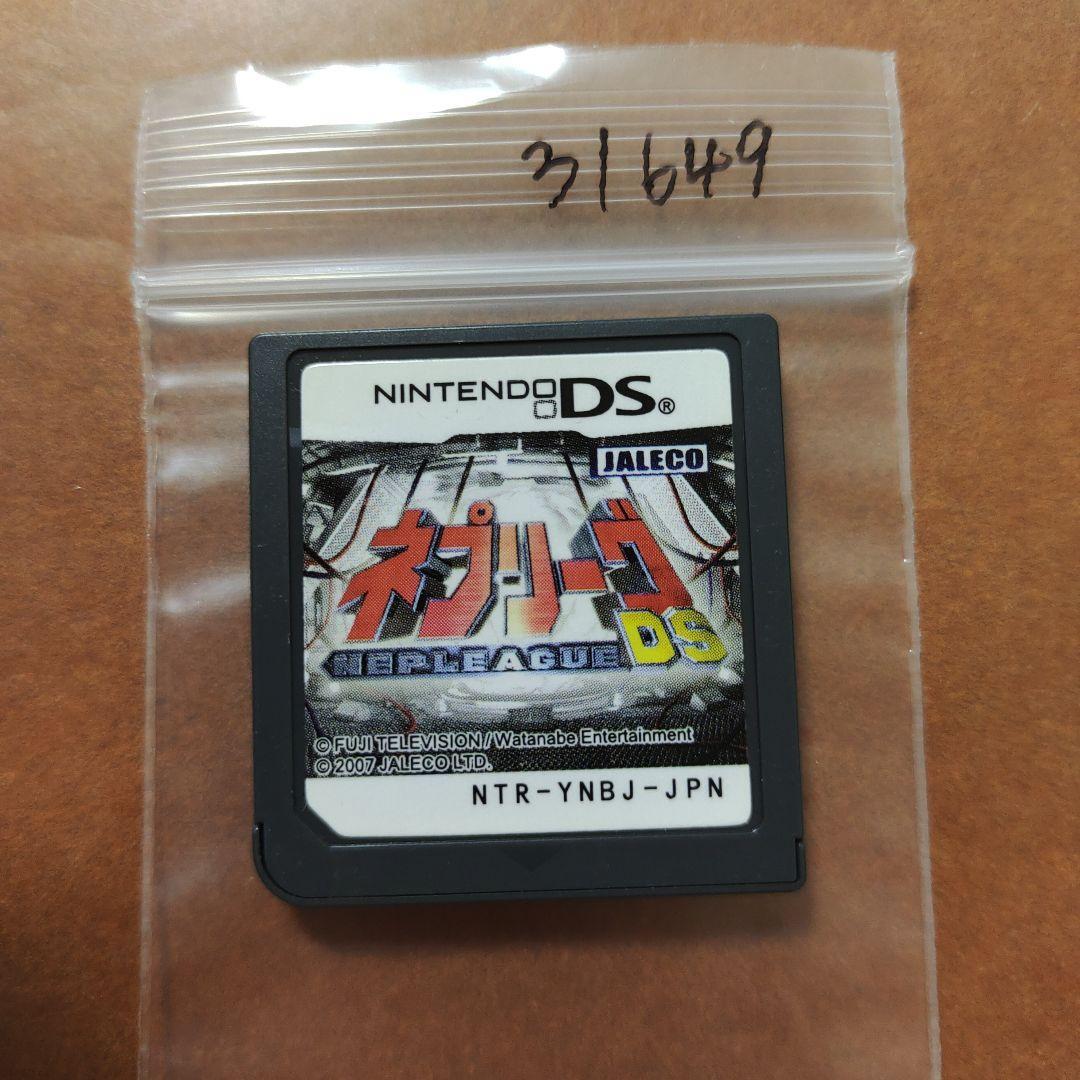 31649
NINTENDO DS®
JALECO
ネプリーグ
NEPLEAGUE DS
© FUJI TELEVISION / Watanabe Entertainment
© 2007 JALECO LTD.
NTR-YNBJ-JPN